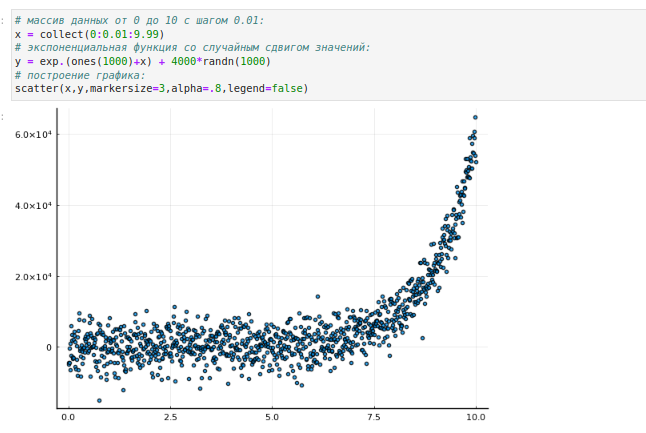 # массив данных от 0 до 10 с шагом 0.01:
x = collect(0:0.01:9.99)
# экспоненциальная функция со случайным сдвигом значений:
y = exp.(ones(1000)+x) + 4000*randn(1000)
# построение графика:
scatter(x,y,markersize=3,alpha=.8,legend=false)
6.0×10⁴
4.0×10⁴
2.0×10⁴
0
0.0 2.5 5.0 7.5 10.0